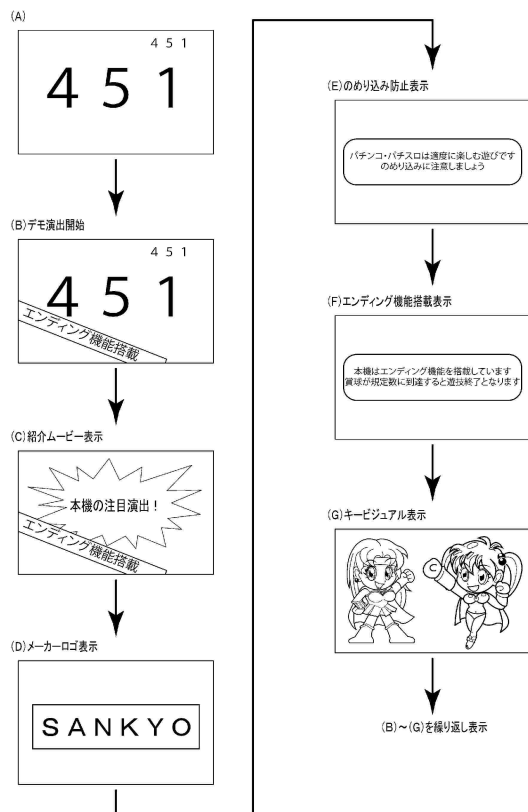 (A)
4 5 1
4 5 1
(B)デモ演出開始
4 5 1
4 5 1
エンディング機能搭載
(C)紹介ムービー表示
本機の注目演出！
エンディング機能搭載
(D)メーカーロゴ表示
SANKYO
(E)のめり込み防止表示
パチンコ・パチスロは適度に楽しむ遊びです
のめり込みに注意しましょう
(F)エンディング機能搭載表示
本機はエンディング機能を搭載しています
賞球が規定数に到達すると遊技終了となります
(G)キービジュアル表示
(B)～(G)を繰り返し表示